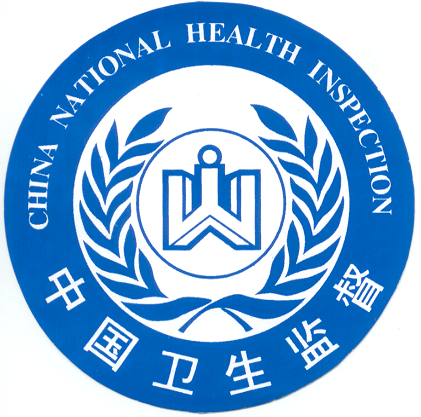 CHINA NATIONAL HEALTH INSPECTION
中国卫生监督